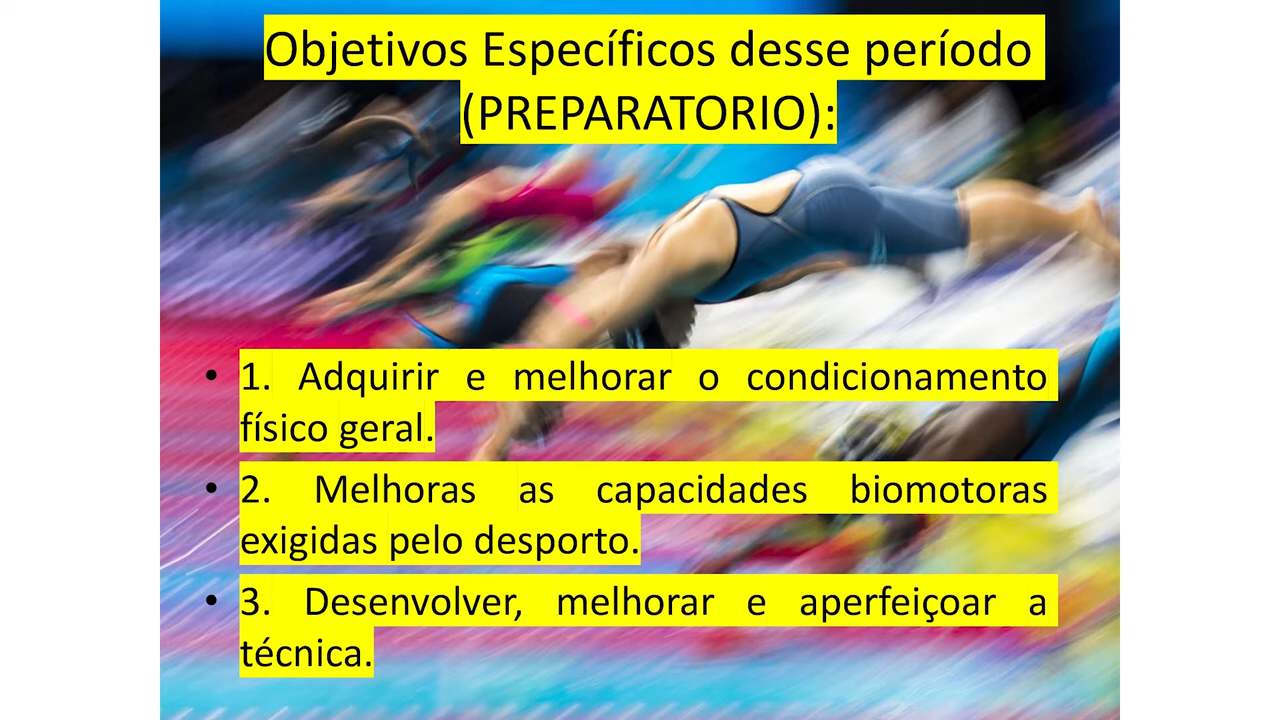 Objetivos Específicos desse período
(PREPARATORIO):
• 1. Adquirir e melhorar o condicionamento
físico geral.
• 2. Melhoras as capacidades biomotoras
exigidas pelo desporto.
• 3. Desenvolver, melhorar e aperfeiçoar a
técnica.